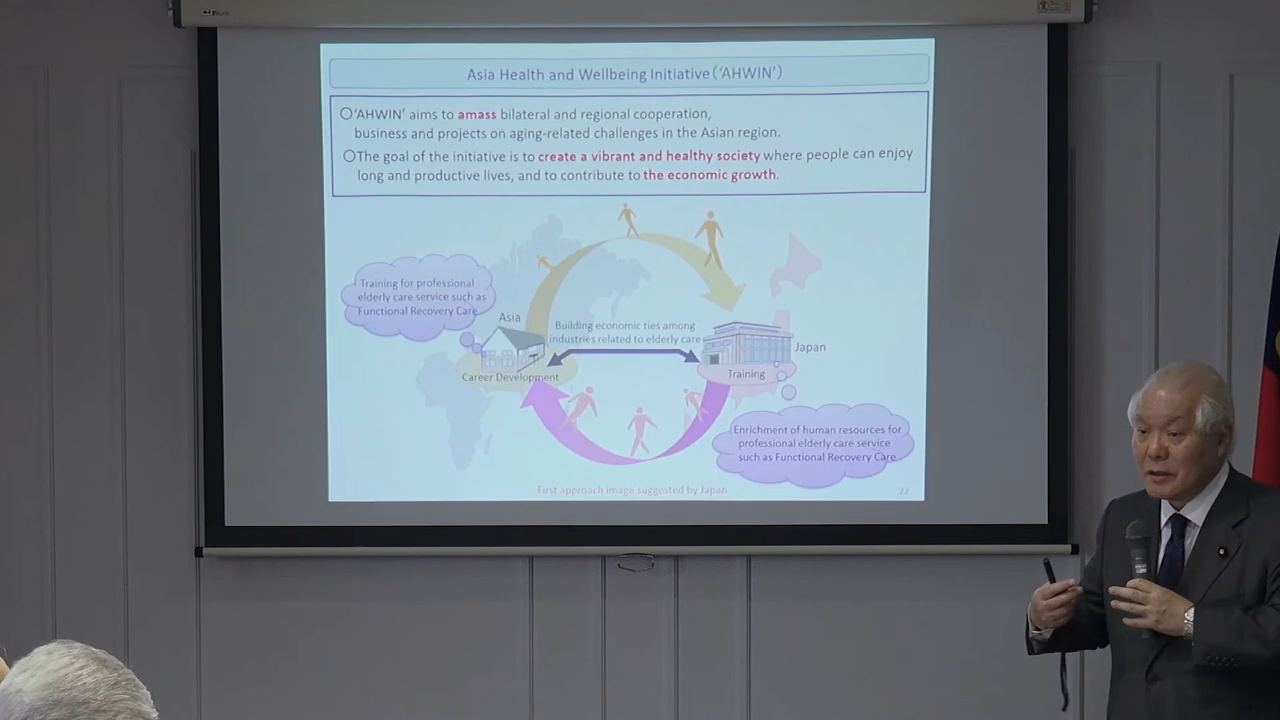 Asia Health and Wellbeing Initiative ('AHWIN')
○'AHWIN' aims to amass bilateral and regional cooperation,
business and projects on aging-related challenges in the Asian region.
○The goal of the initiative is to create a vibrant and healthy society where people can enjoy
long and productive lives, and to contribute to the economic growth.
Training for professional
elderly care service such as
Functional Recovery Care
Asia
Building economic ties among
industries related to elderly care
Japan
Career Development
Training
Enrichment of human resources for
professional elderly care service
such as Functional Recovery Care
First approach image suggested by Japan
22